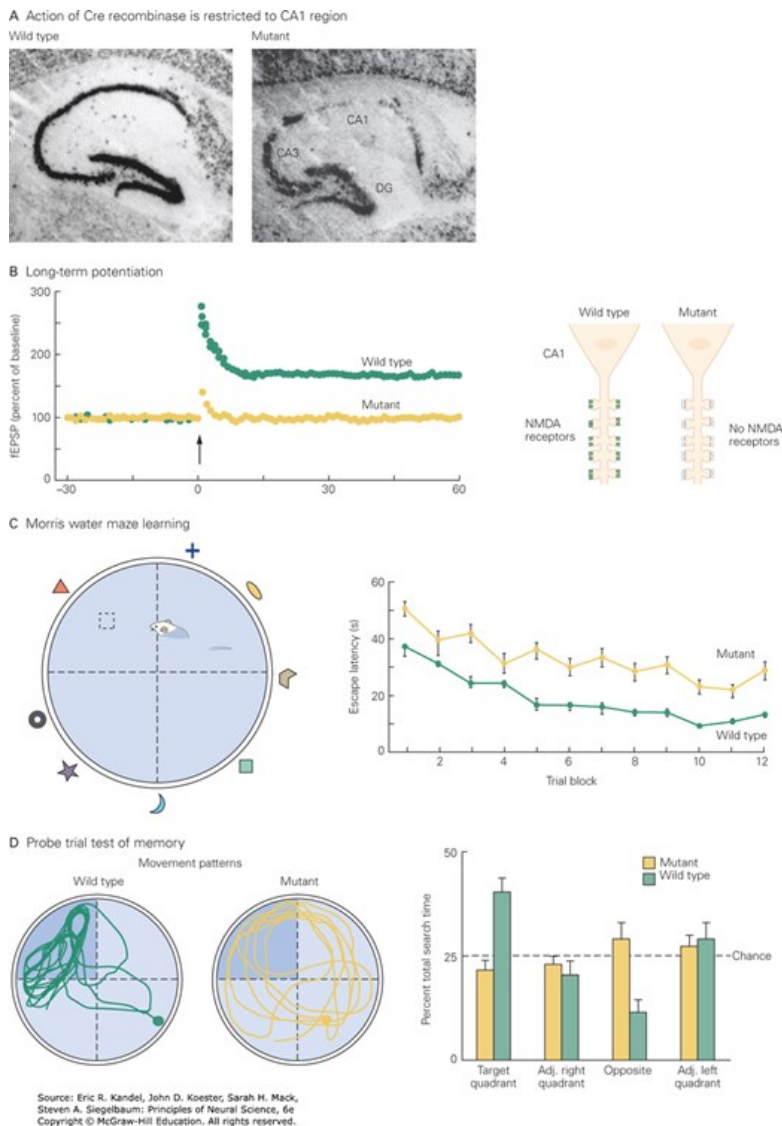 A Action of Cre recombinase is restricted to CA1 region
Wild type
Mutant
CA1
CA3
DG
B Long-term potentiation
fEPSP (percent of baseline)
300
200
100
0
–30
0
30
60
Wild type
Mutant
Wild type
Mutant
CA1
NMDA
receptors
No NMDA
receptors
C Morris water maze learning
Escape latency (s)
60
40
20
0
2
4
6
8
10
12
Trial block
Mutant
Wild type
D Probe trial test of memory
Movement patterns
Wild type
Mutant
Percent total search time
50
25
0
Mutant
Wild type
Chance
Target
quadrant
Adj. right
quadrant
Opposite
Adj. left
quadrant
Source: Eric R. Kandel, John D. Koester, Sarah H. Mack,
Steven A. Siegelbaum: Principles of Neural Science, 6e
Copyright © McGraw-Hill Education. All rights reserved.